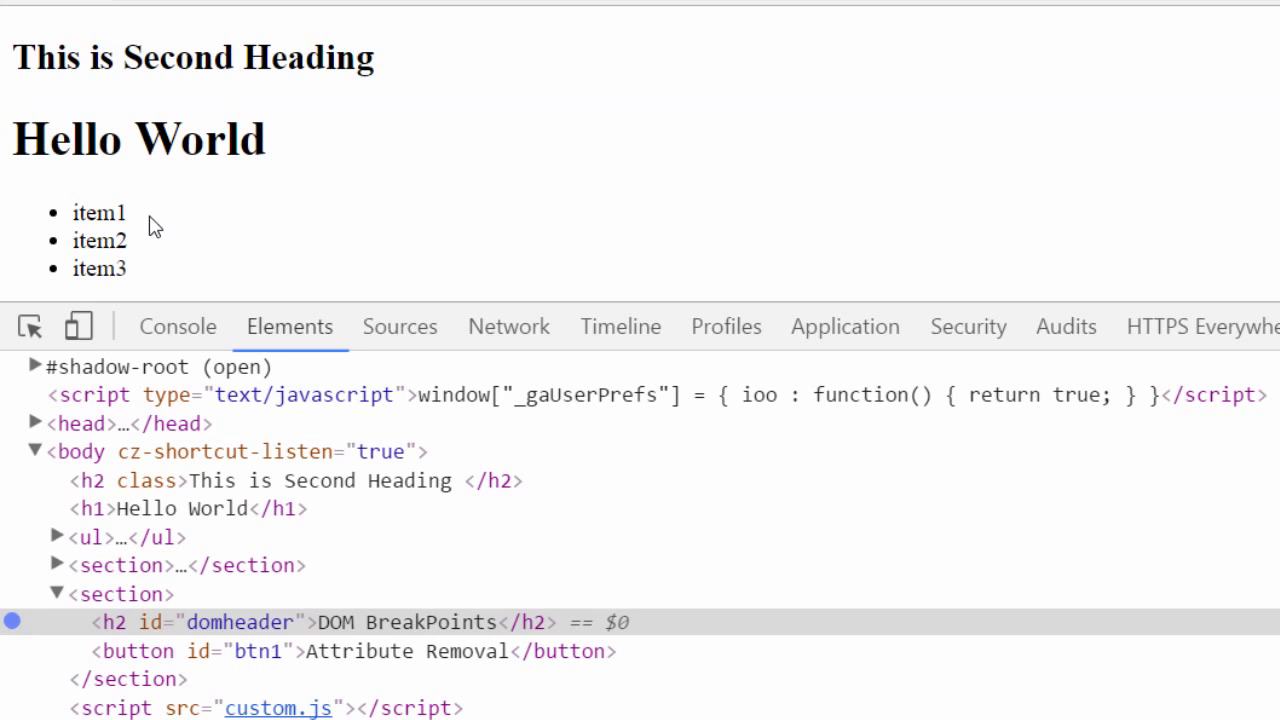 This is Second Heading
Hello World
item1
item2
item3
Console Elements Sources Network Timeline Profiles Application Security Audits HTTPS Everywhe
#shadow-root (open)
<script type="text/javascript">window["_gaUserPrefs"] = { ioo : function() { return true; } }</script>
<head>…</head>
<body cz-shortcut-listen="true">
<h2 class>This is Second Heading </h2>
<h1>Hello World</h1>
<ul>…</ul>
<section>…</section>
<section>
<h2 id="domheader">DOM BreakPoints</h2> == $0
<button id="btn1">Attribute Removal</button>
</section>
<script src="custom.js"></script>